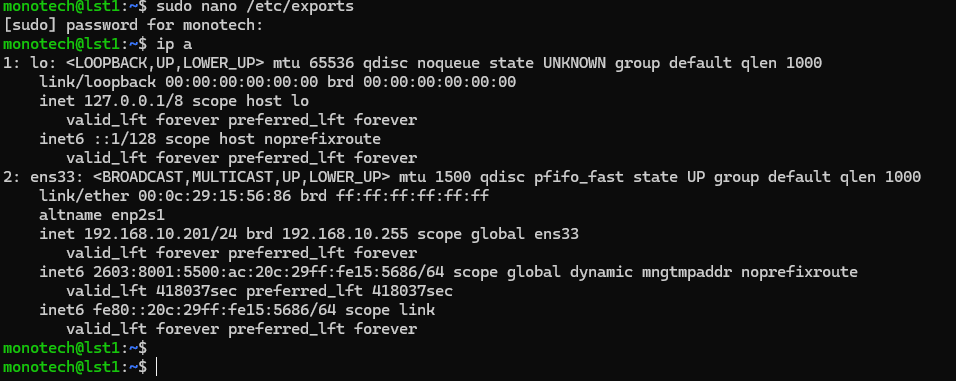 monotech@lst1:~$ sudo nano /etc/exports
[sudo] password for monotech:
monotech@lst1:~$ ip a
1: lo: <LOOPBACK,UP,LOWER_UP> mtu 65536 qdisc noqueue state UNKNOWN group default qlen 1000
    link/loopback 00:00:00:00:00:00 brd 00:00:00:00:00:00
    inet 127.0.0.1/8 scope host lo
       valid_lft forever preferred_lft forever
    inet6 ::1/128 scope host noprefixroute
       valid_lft forever preferred_lft forever
2: ens33: <BROADCAST,MULTICAST,UP,LOWER_UP> mtu 1500 qdisc pfifo_fast state UP group default qlen 1000
    link/ether 00:0c:29:15:56:86 brd ff:ff:ff:ff:ff:ff
    altname enp2s1
    inet 192.168.10.201/24 brd 192.168.10.255 scope global ens33
       valid_lft forever preferred_lft forever
    inet6 2603:8001:5500:ac:20c:29ff:fe15:5686/64 scope global dynamic mngtmpaddr noprefixroute
       valid_lft 418037sec preferred_lft 418037sec
    inet6 fe80::20c:29ff:fe15:5686/64 scope link
       valid_lft forever preferred_lft forever
monotech@lst1:~$
monotech@lst1:~$